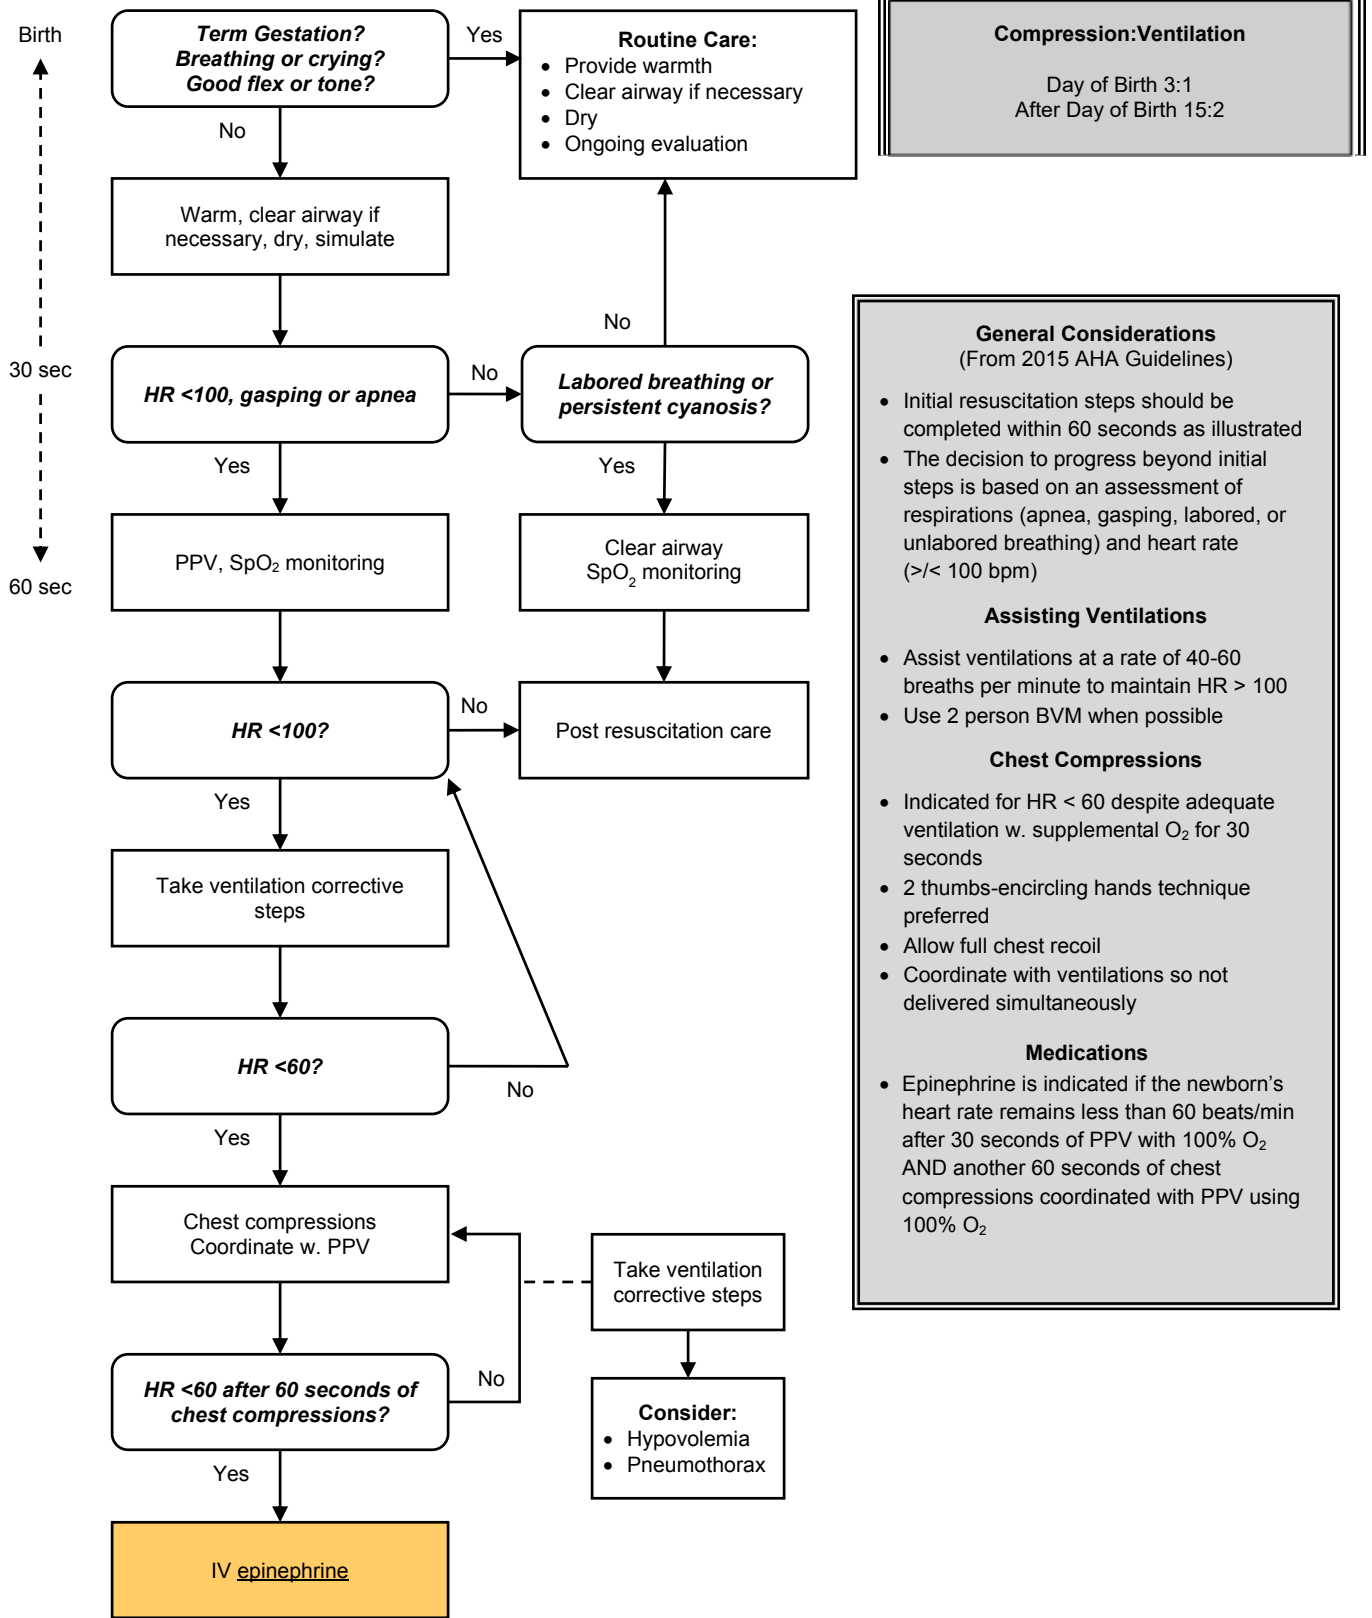 Birth
30 sec
60 sec
Term Gestation?
Breathing or crying?
Good flex or tone?
Yes
No
Routine Care:
• Provide warmth
• Clear airway if necessary
• Dry
• Ongoing evaluation
Compression:Ventilation
Day of Birth 3:1
After Day of Birth 15:2
Warm, clear airway if
necessary, dry, simulate
HR <100, gasping or apnea
No
Yes
Labored breathing or
persistent cyanosis?
No
Yes
PPV, SpO₂ monitoring
Clear airway
SpO₂ monitoring
HR <100?
No
Yes
Post resuscitation care
Take ventilation corrective
steps
HR <60?
No
Yes
Chest compressions
Coordinate w. PPV
Take ventilation
corrective steps
HR <60 after 60 seconds of
chest compressions?
No
Yes
Consider:
• Hypovolemia
• Pneumothorax
IV epinephrine
General Considerations
(From 2015 AHA Guidelines)
• Initial resuscitation steps should be
completed within 60 seconds as illustrated
• The decision to progress beyond initial
steps is based on an assessment of
respirations (apnea, gasping, labored, or
unlabored breathing) and heart rate
(>/< 100 bpm)
Assisting Ventilations
• Assist ventilations at a rate of 40-60
breaths per minute to maintain HR > 100
• Use 2 person BVM when possible
Chest Compressions
• Indicated for HR < 60 despite adequate
ventilation w. supplemental O₂ for 30
seconds
• 2 thumbs-encircling hands technique
preferred
• Allow full chest recoil
• Coordinate with ventilations so not
delivered simultaneously
Medications
• Epinephrine is indicated if the newborn’s
heart rate remains less than 60 beats/min
after 30 seconds of PPV with 100% O₂
AND another 60 seconds of chest
compressions coordinated with PPV using
100% O₂